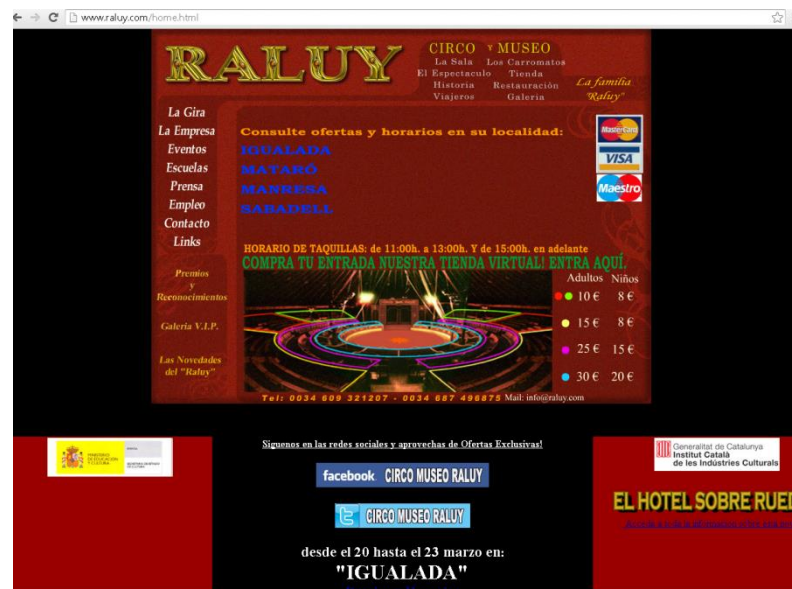 www.raluy.com/home.html
RALUY
CIRCO Y MUSEO
La Sala Los Carromatos
El Espectaculo Tienda
Historia Restauración
Viajeros Galeria
La familia
"Raluy"
La Gira
La Empresa
Eventos
Escuelas
Prensa
Empleo
Contacto
Links
Premios
y
Reconocimientos
Galeria V.I.P.
Las Novedades
del "Raluy"
Consulte ofertas y horarios en su localidad:
IGUALADA
MATARÓ
MANRESA
SABADELL
MasterCard
VISA
Maestro
HORARIO DE TAQUILLAS: de 11:00h. a 13:00h. Y de 15:00h. en adelante
COMPRA TU ENTRADA NUESTRA TIENDA VIRTUAL! ENTRA AQUÍ.
Adultos Niños
10 € 8 €
15 € 8 €
25 € 15 €
30 € 20 €
Tel: 0034 609 321207 - 0034 687 496875 Mail: info@raluy.com
MINISTERIO
DE EDUCACIÓN
Y CULTURA
Siguenos en las redes sociales y aprovechas de Ofertas Exclusivas!
facebook CIRCO MUSEO RALUY
CIRCO MUSEO RALUY
desde el 20 hasta el 23 marzo en:
"IGUALADA"
Generalitat de Catalunya
Institut Català
de les Indústries Culturals
EL HOTEL SOBRE RUED